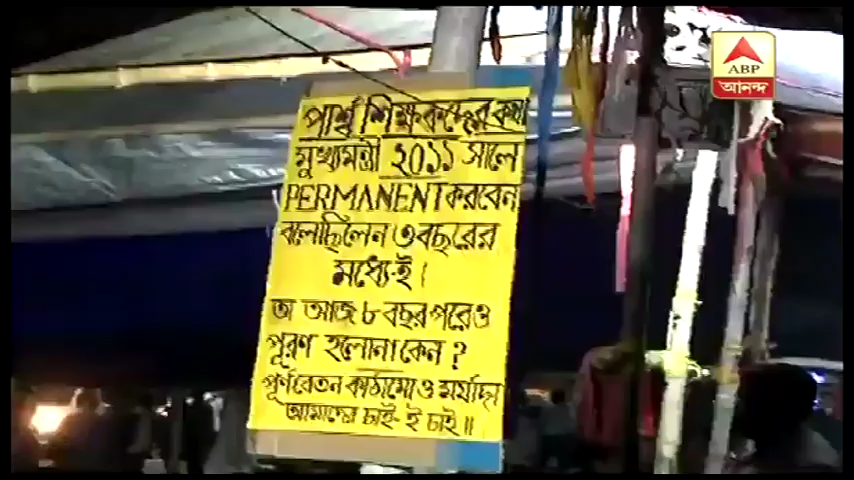 ABP
আনন্দ
পার্শ্ব শিক্ষকদের কথা
মুখ্যমন্ত্রী ২০১১ সালে
PERMANENT করবেন
বলেছিলেন ৩বছরের
মধ্যে-ই।
তা আজ ৮ বছর পরেও
পূরণ হলোনা কেন ?
পূর্ণবেতন কাঠামো ও মর্যাদা
আমাদের চাই-ই চাই॥